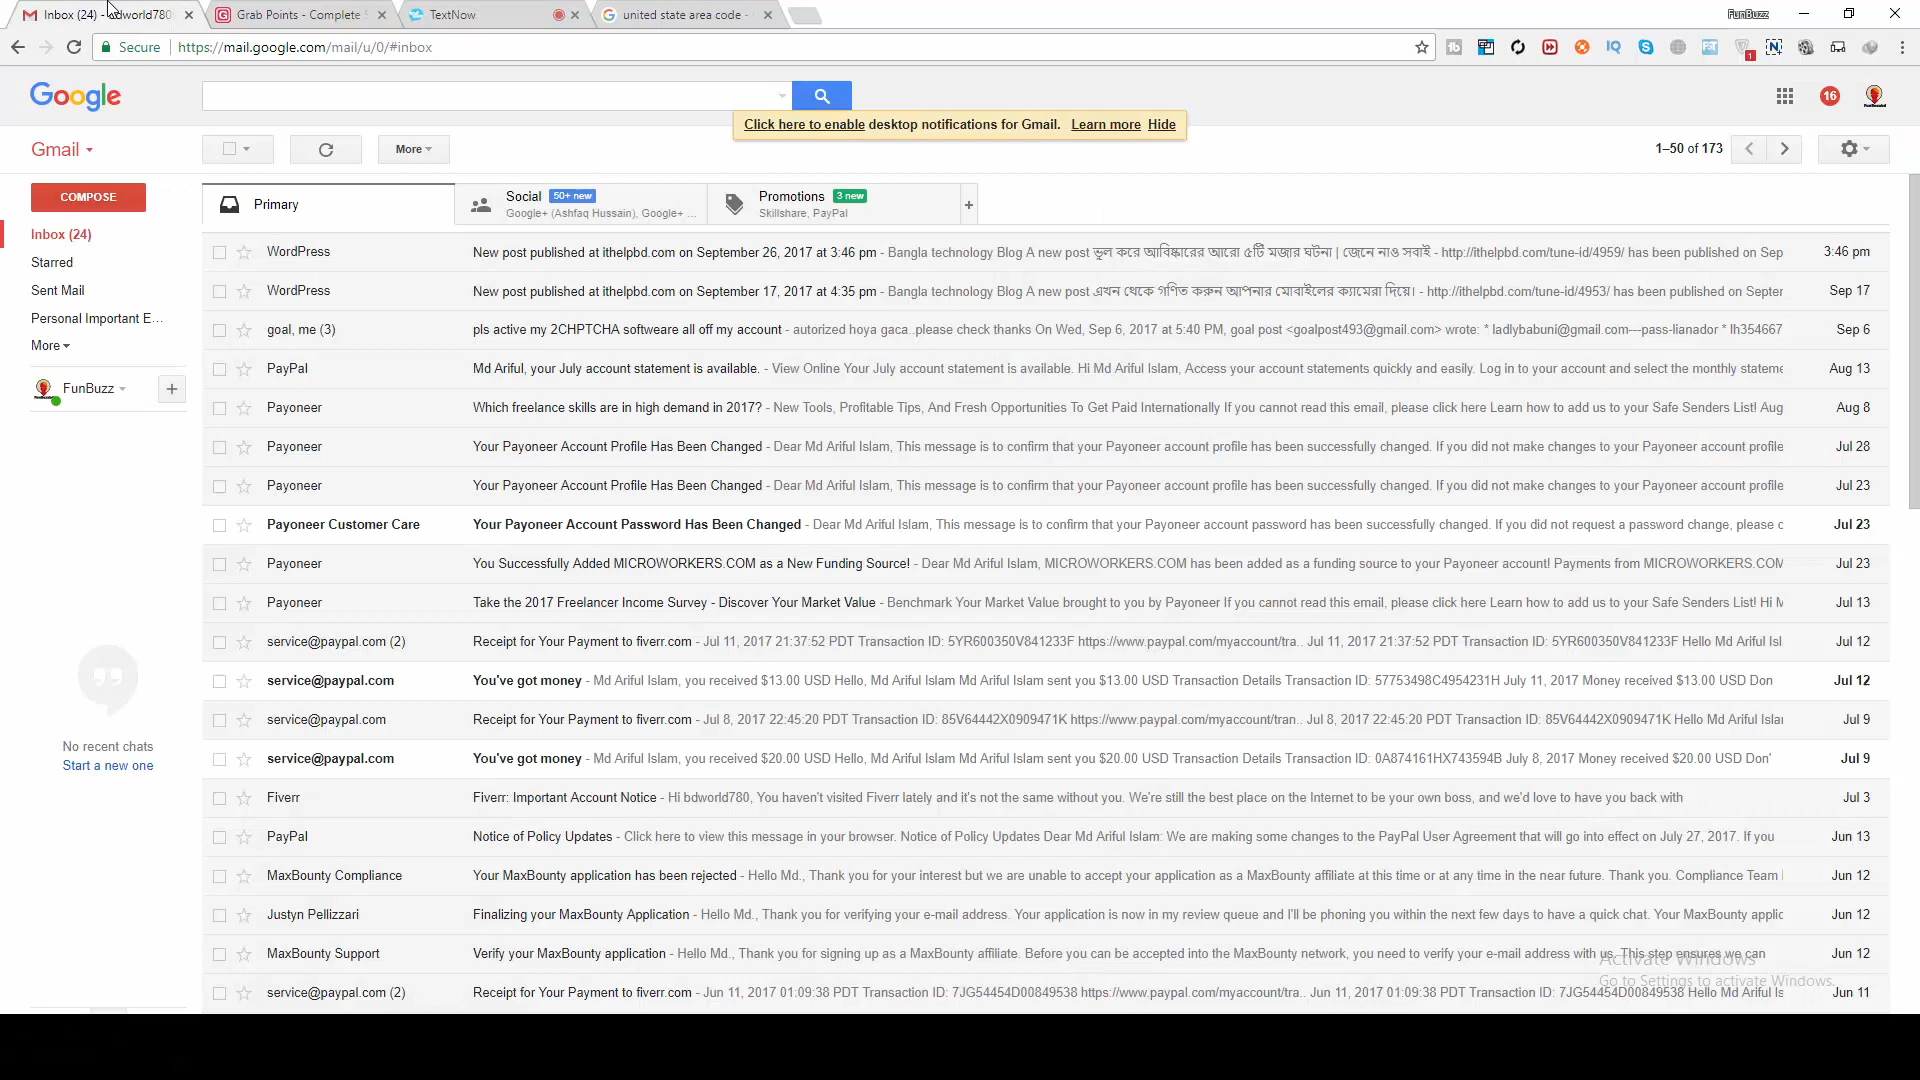 Inbox (24) - bdworld780
Grab Points - Complete S
TextNow
united state area code -
FunBuzz
Secure https://mail.google.com/mail/u/0/#inbox
Google
Click here to enable desktop notifications for Gmail. Learn more Hide
16
Gmail
More
1–50 of 173
COMPOSE
Primary
Social 50+ new
Google+ (Ashfaq Hussain), Google+ ...
Promotions 3 new
Skillshare, PayPal
Inbox (24)
Starred
Sent Mail
Personal Important E…
More
FunBuzz
No recent chats
Start a new one
WordPress New post published at ithelpbd.com on September 26, 2017 at 3:46 pm - Bangla technology Blog A new post ভুল করে আবিষ্কারের আরো ৫টি মজার ঘটনা | জেনে নাও সবাই - http://ithelpbd.com/tune-id/4959/ has been published on Sep 3:46 pm
WordPress New post published at ithelpbd.com on September 17, 2017 at 4:35 pm - Bangla technology Blog A new post এখন থেকে গণিত করুন আপনার মোবাইলের ক্যামেরা দিয়ে। - http://ithelpbd.com/tune-id/4953/ has been published on Septer Sep 17
goal, me (3) pls active my 2CHPTCHA softweare all off my account - autorized hoya gaca..please check thanks On Wed, Sep 6, 2017 at 5:40 PM, goal post <goalpost493@gmail.com> wrote: * ladlybabuni@gmail.com---pass-lianador * lh354667 Sep 6
PayPal Md Ariful, your July account statement is available. - View Online Your July account statement is available. Hi Md Ariful Islam, Access your account statements quickly and easily. Log in to your account and select the monthly stateme Aug 13
Payoneer Which freelance skills are in high demand in 2017? - New Tools, Profitable Tips, And Fresh Opportunities To Get Paid Internationally If you cannot read this email, please click here Learn how to add us to your Safe Senders List! Aug Aug 8
Payoneer Your Payoneer Account Profile Has Been Changed - Dear Md Ariful Islam, This message is to confirm that your Payoneer account profile has been successfully changed. If you did not make changes to your Payoneer account profile Jul 28
Payoneer Your Payoneer Account Profile Has Been Changed - Dear Md Ariful Islam, This message is to confirm that your Payoneer account profile has been successfully changed. If you did not make changes to your Payoneer account profile Jul 23
Payoneer Customer Care Your Payoneer Account Password Has Been Changed - Dear Md Ariful Islam, This message is to confirm that your Payoneer account password has been successfully changed. If you did not request a password change, please c Jul 23
Payoneer You Successfully Added MICROWORKERS.COM as a New Funding Source! - Dear Md Ariful Islam, MICROWORKERS.COM has been added as a funding source to your Payoneer account! Payments from MICROWORKERS.COM Jul 23
Payoneer Take the 2017 Freelancer Income Survey - Discover Your Market Value - Benchmark Your Market Value brought to you by Payoneer If you cannot read this email, please click here Learn how to add us to your Safe Senders List! Hi M Jul 13
service@paypal.com (2) Receipt for Your Payment to fiverr.com - Jul 11, 2017 21:37:52 PDT Transaction ID: 5YR600350V841233F https://www.paypal.com/myaccount/tra.. Jul 11, 2017 21:37:52 PDT Transaction ID: 5YR600350V841233F Hello Md Ariful Isl Jul 12
service@paypal.com You've got money - Md Ariful Islam, you received $13.00 USD Hello, Md Ariful Islam Md Ariful Islam sent you $13.00 USD Transaction Details Transaction ID: 57753498C4954231H July 11, 2017 Money received $13.00 USD Don Jul 12
service@paypal.com Receipt for Your Payment to fiverr.com - Jul 8, 2017 22:45:20 PDT Transaction ID: 85V64442X0909471K https://www.paypal.com/myaccount/tran.. Jul 8, 2017 22:45:20 PDT Transaction ID: 85V64442X0909471K Hello Md Ariful Islar Jul 9
service@paypal.com You've got money - Md Ariful Islam, you received $20.00 USD Hello, Md Ariful Islam Md Ariful Islam sent you $20.00 USD Transaction Details Transaction ID: 0A874161HX743594B July 8, 2017 Money received $20.00 USD Don' Jul 9
Fiverr Fiverr: Important Account Notice - Hi bdworld780, You haven't visited Fiverr lately and it's not the same without you. We're still the best place on the Internet to be your own boss, and we'd love to have you back with Jul 3
PayPal Notice of Policy Updates - Click here to view this message in your browser. Notice of Policy Updates Dear Md Ariful Islam: We are making some changes to the PayPal User Agreement that will go into effect on July 27, 2017. If you Jun 13
MaxBounty Compliance Your MaxBounty application has been rejected - Hello Md., Thank you for your interest but we are unable to accept your application as a MaxBounty affiliate at this time or at any time in the near future. Thank you. Compliance Team Jun 12
Justyn Pellizzari Finalizing your MaxBounty Application - Hello Md., Thank you for verifying your e-mail address. Your application is now in my review queue and I'll be phoning you within the next few days to have a quick chat. Your MaxBounty applic Jun 12
MaxBounty Support Verify your MaxBounty application - Hello Md., Thank you for signing up as a MaxBounty affiliate. Before you can be accepted into the MaxBounty network, you need to verify your e-mail address with us. This step ensures we can Jun 12
service@paypal.com (2) Receipt for Your Payment to fiverr.com - Jun 11, 2017 01:09:38 PDT Transaction ID: 7JG54454D00849538 https://www.paypal.com/myaccount/tra.. Jun 11, 2017 01:09:38 PDT Transaction ID: 7JG54454D00849538 Hello Md Ariful Is Jun 11
Activate Windows
Go to Settings to activate Windows.